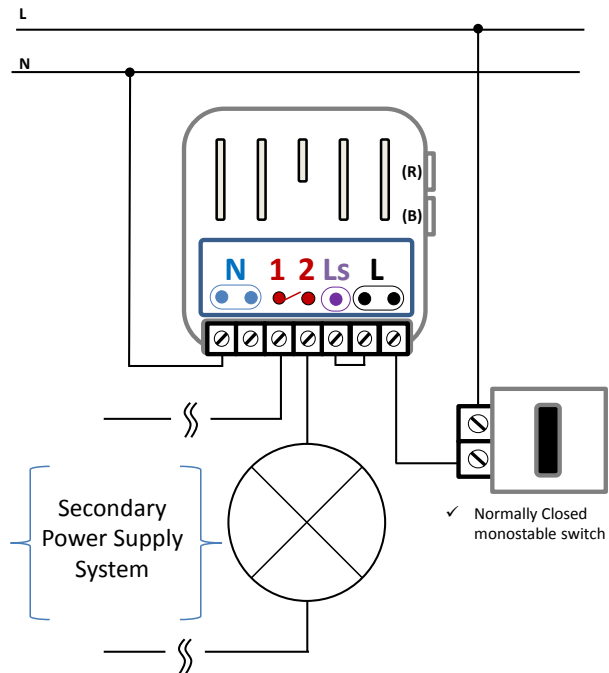 L
N
(R)
(B)
N 1 2 Ls L
Secondary
Power Supply
System
✓ Normally Closed
monostable switch